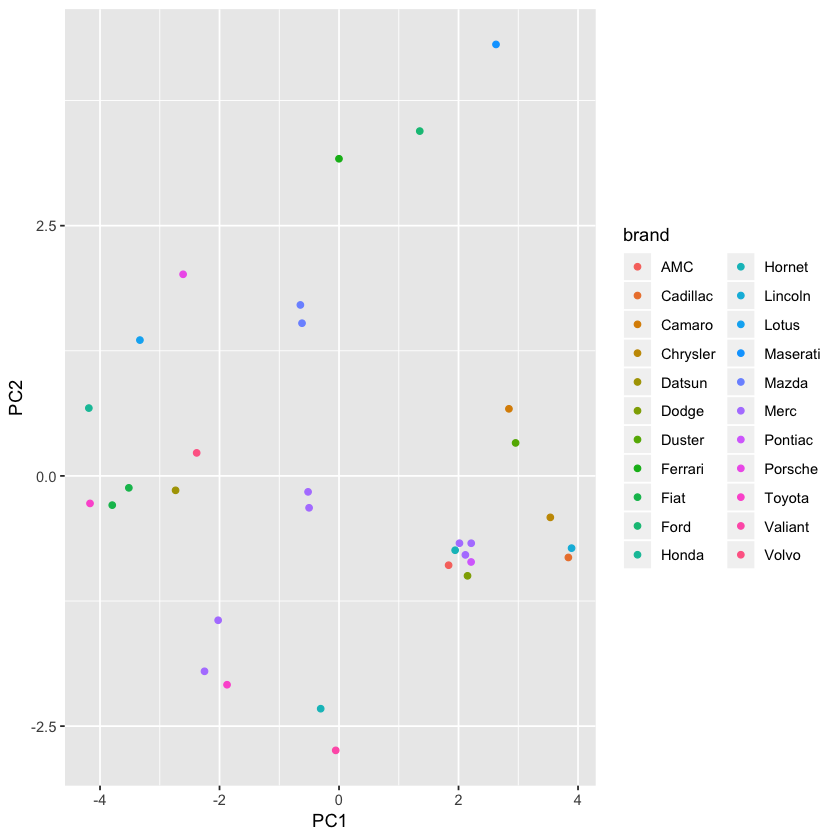 brand
AMC
Cadillac
Camaro
Chrysler
Datsun
Dodge
Duster
Ferrari
Fiat
Ford
Honda
Hornet
Lincoln
Lotus
Maserati
Mazda
Merc
Pontiac
Porsche
Toyota
Valiant
Volvo
PC2
2.5
0.0
-2.5
-4 -2 0 2 4
PC1